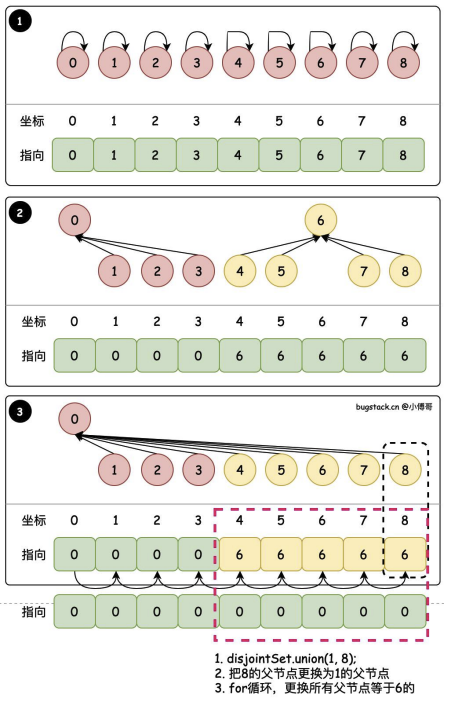 1
0 1 2 3 4 5 6 7 8
坐标 0 1 2 3 4 5 6 7 8
指向 0 1 2 3 4 5 6 7 8
2
0 6
1 2 3 4 5 7 8
坐标 0 1 2 3 4 5 6 7 8
指向 0 0 0 0 6 6 6 6 6
3
bugstack.cn @小傅哥
0
1 2 3 4 5 6 7 8
坐标 0 1 2 3 4 5 6 7 8
指向 0 0 0 0 6 6 6 6 6
指向 0 0 0 0 0 0 0 0 0
1. disjointSet.union(1, 8);
2. 把8的父节点更换为1的父节点
3. for循环，更换所有父节点等于6的